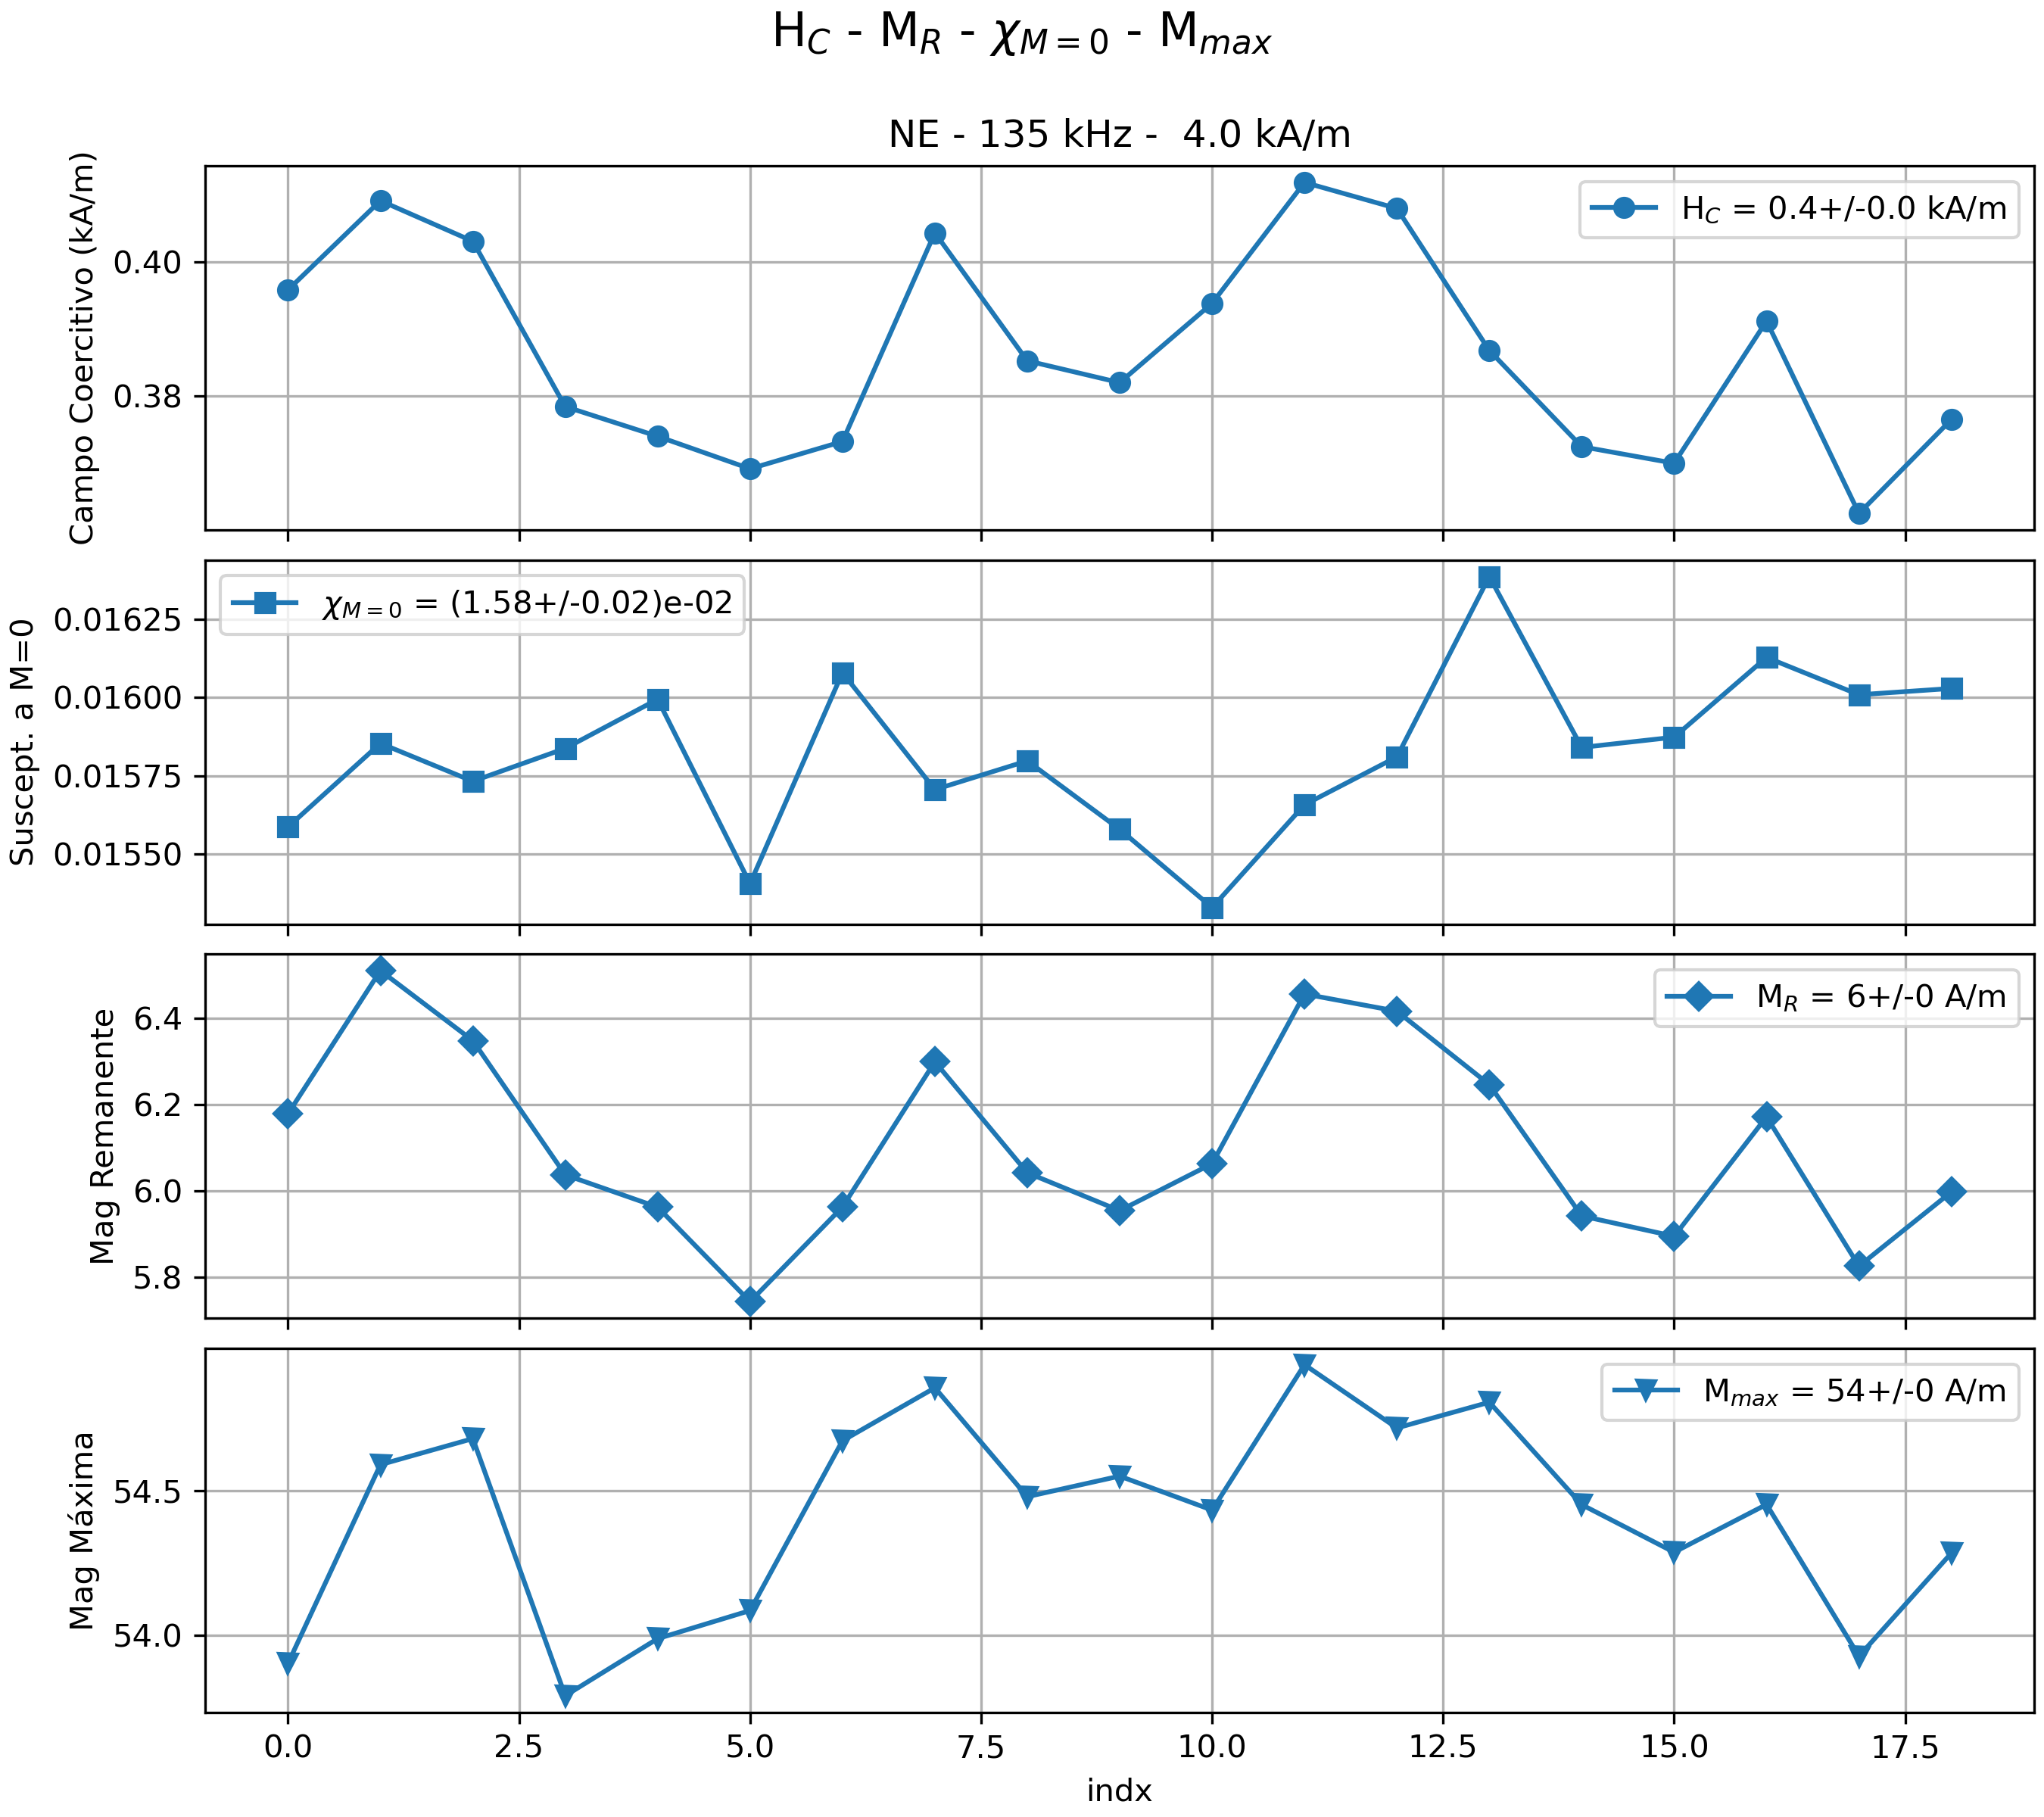 H_C - M_R - χ_{M=0} - M_{max}
NE - 135 kHz -  4.0 kA/m
Campo Coercitivo (kA/m)
0.40
0.38
H_C = 0.4+/-0.0 kA/m
Suscept. a M=0
0.01625
0.01600
0.01575
0.01550
χ_{M=0} = (1.58+/-0.02)e-02
Mag Remanente
6.4
6.2
6.0
5.8
M_R = 6+/-0 A/m
Mag Máxima
54.5
54.0
M_{max} = 54+/-0 A/m
0.0 2.5 5.0 7.5 10.0 12.5 15.0 17.5
indx